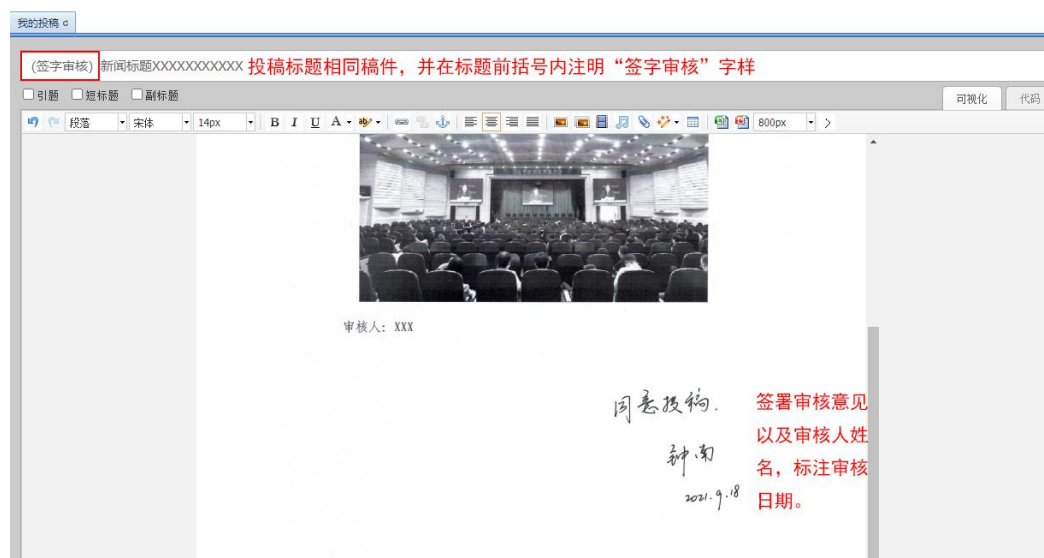 我的投稿
(签字审核) 新闻标题XXXXXXXXXXX 投稿标题相同稿件，并在标题前括号内注明“签字审核”字样
引题 短标题 副标题
可视化 代码
段落 宋体 14px B I U A aby 800px
审核人: XXX
同意投稿.
钟南
2021.9.18
签署审核意见
以及审核人姓
名，标注审核
日期。